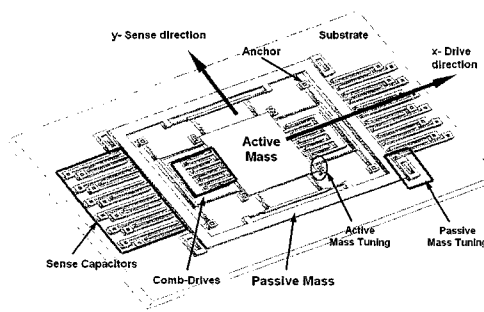 y- Sense direction
Substrate
Anchor
x- Drive
direction
Active
Mass
Sense Capacitors
Comb-Drives
Passive Mass
Active
Mass Tuning
Passive
Mass Tuning